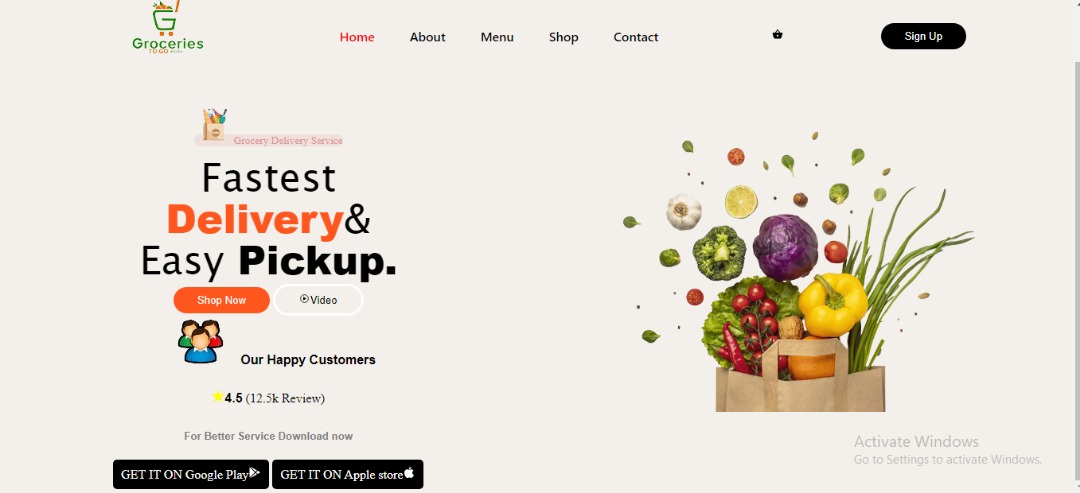 Groceries
TO GO
Home About Menu Shop Contact
Sign Up
Grocery Delivery Service
Fastest
Delivery&
Easy Pickup.
Shop Now
Video
Our Happy Customers
4.5 (12.5k Review)
For Better Service Download now
GET IT ON Google Play
GET IT ON Apple store
Activate Windows
Go to Settings to activate Windows.